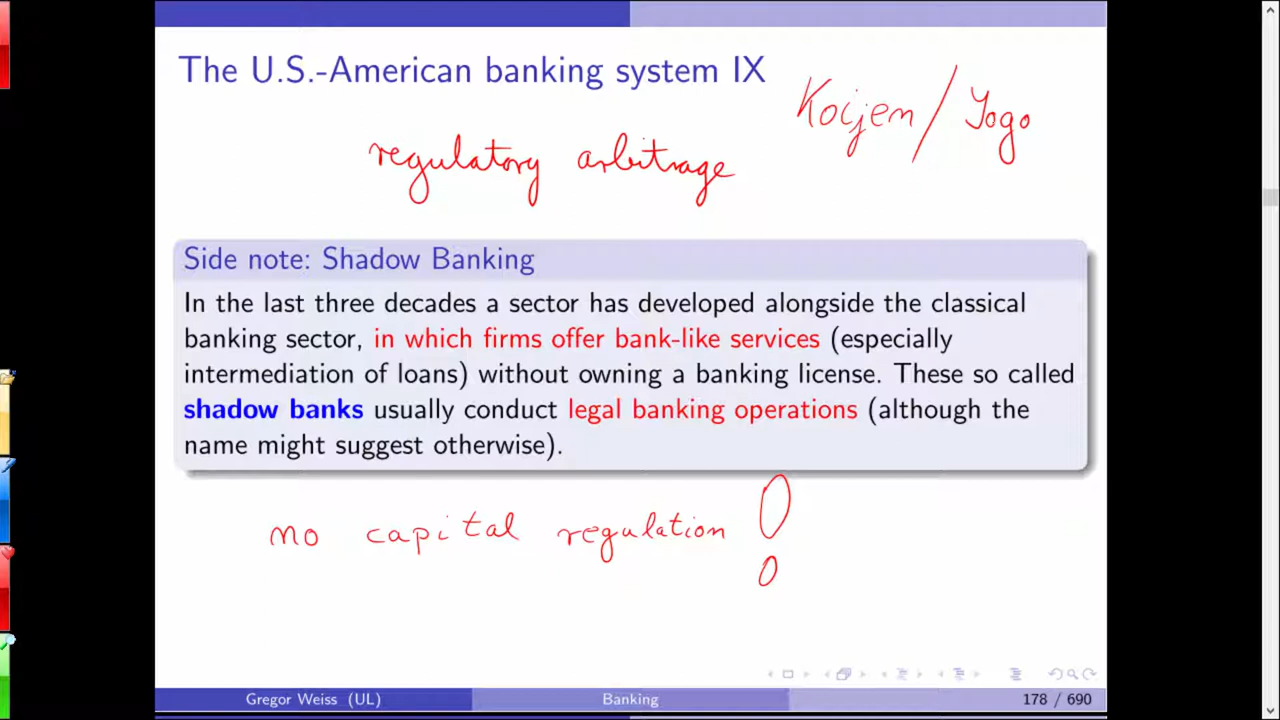 The U.S.-American banking system IX
Koijen / Yogo
regulatory arbitrage
Side note: Shadow Banking
In the last three decades a sector has developed alongside the classical
banking sector, in which firms offer bank-like services (especially
intermediation of loans) without owning a banking license. These so called
shadow banks usually conduct legal banking operations (although the
name might suggest otherwise).
no capital regulation !
Gregor Weiss (UL) Banking 178 / 690